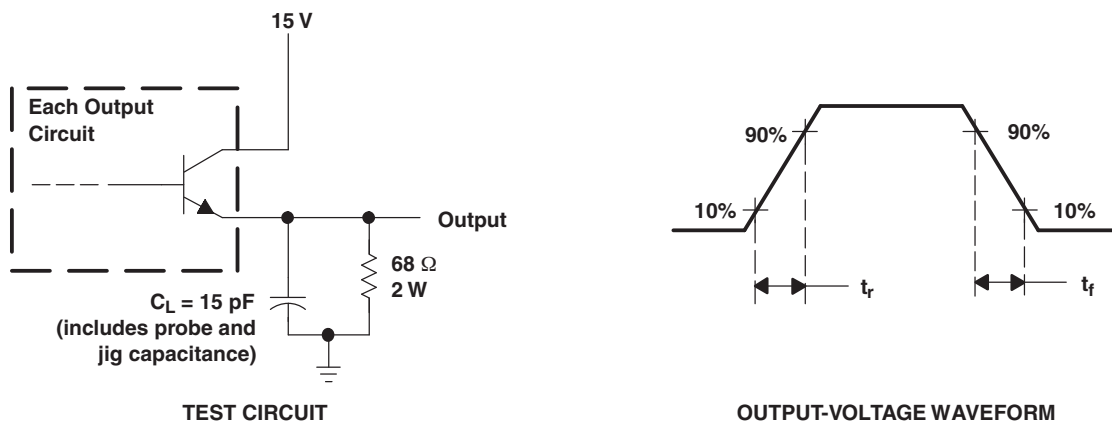 15 V
Each Output
Circuit
Output
68 Ω
2 W
C_L = 15 pF
(includes probe and
jig capacitance)
TEST CIRCUIT
90%
90%
10%
10%
t_r
t_f
OUTPUT-VOLTAGE WAVEFORM